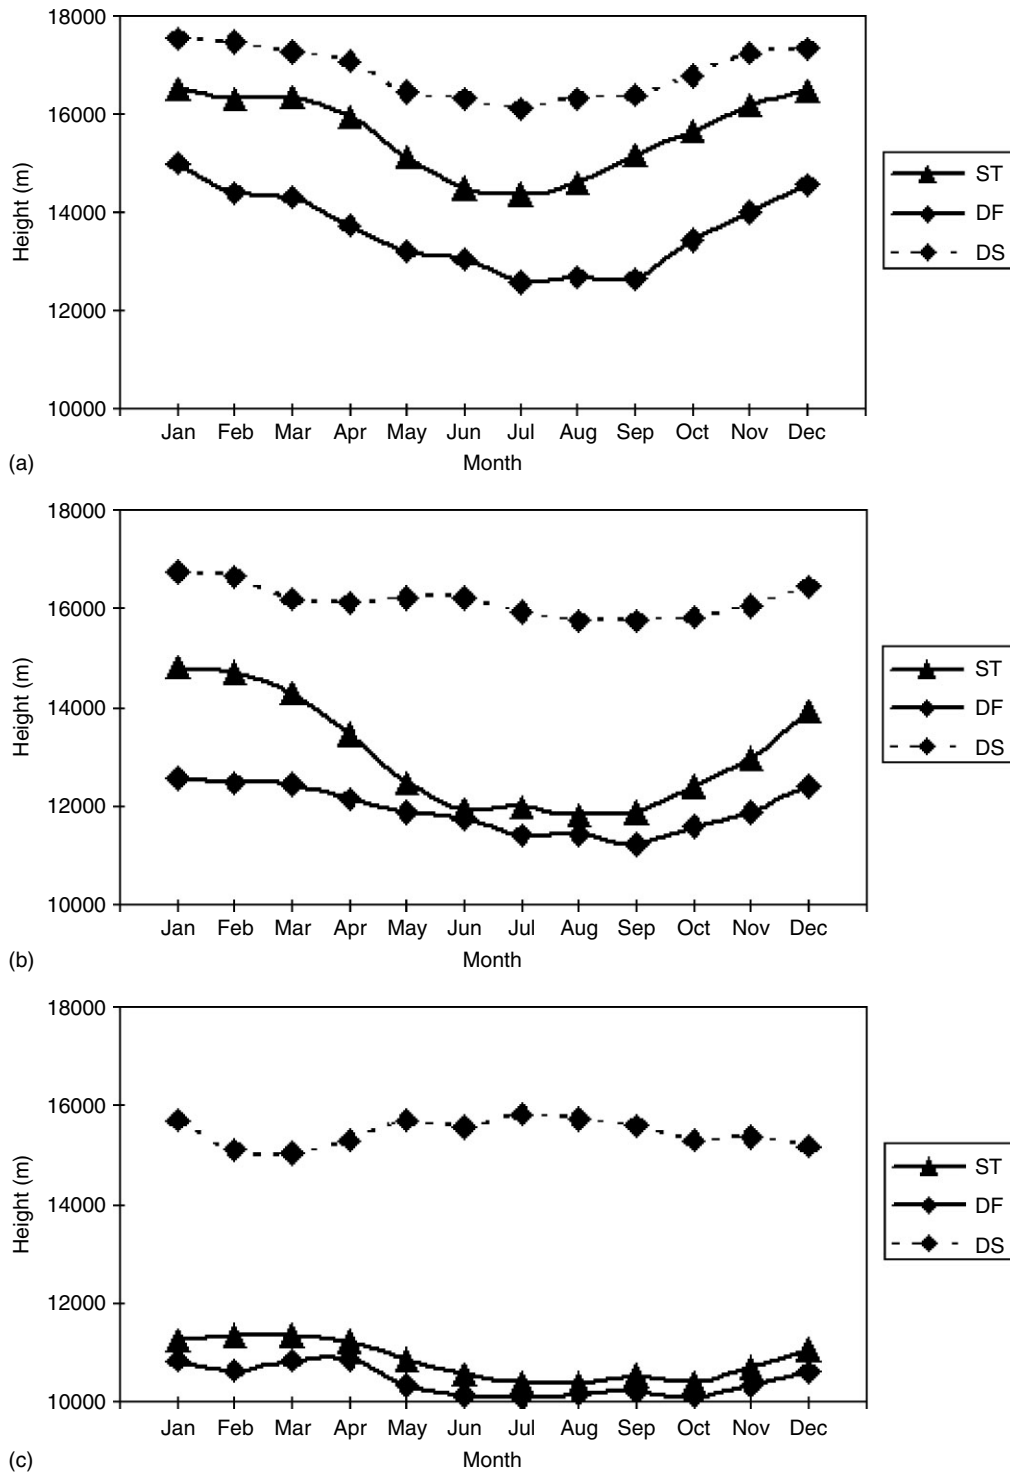 18000
16000
14000
12000
10000
Height (m)
Jan Feb Mar Apr May Jun Jul Aug Sep Oct Nov Dec
Month
(a)
ST
DF
DS
18000
16000
14000
12000
10000
Height (m)
Jan Feb Mar Apr May Jun Jul Aug Sep Oct Nov Dec
Month
(b)
ST
DF
DS
18000
16000
14000
12000
10000
Height (m)
Jan Feb Mar Apr May Jun Jul Aug Sep Oct Nov Dec
Month
(c)
ST
DF
DS